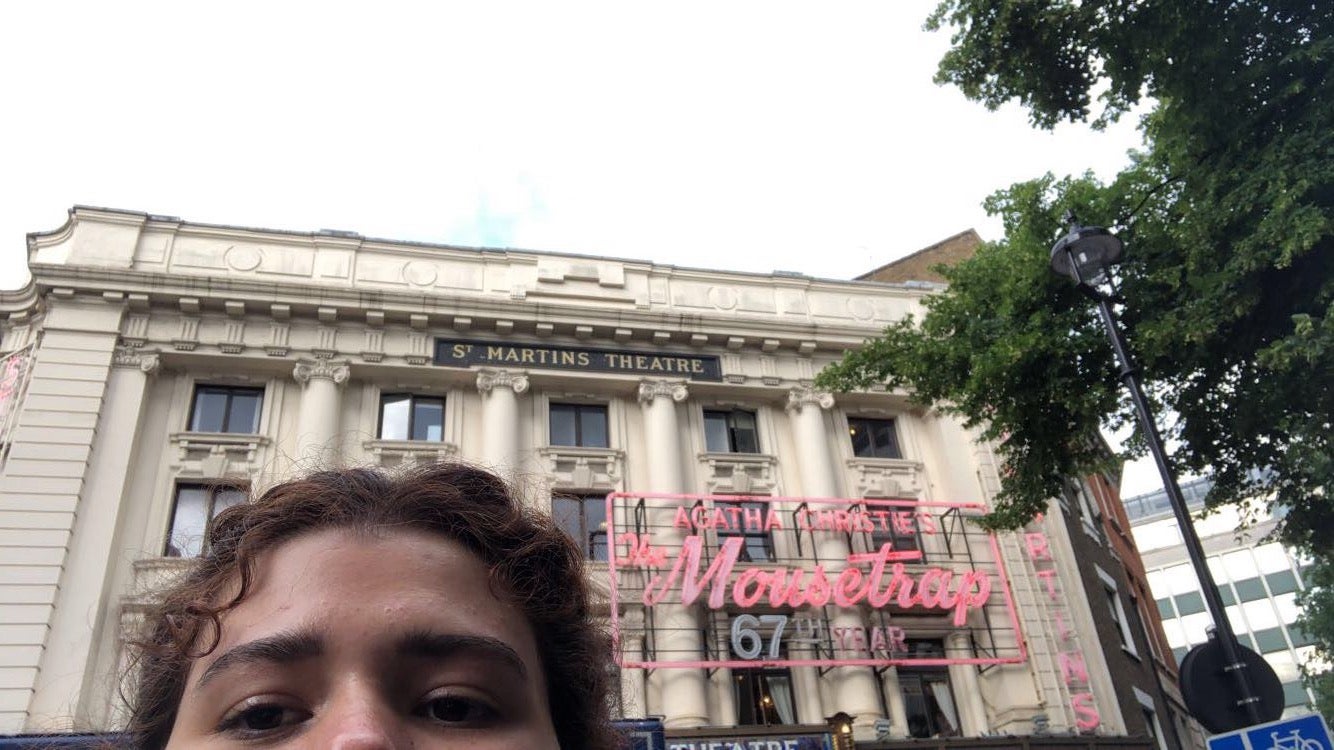 ST MARTINS THEATRE
AGATHA CHRISTIE'S
The Mousetrap
67TH YEAR
THEATRE